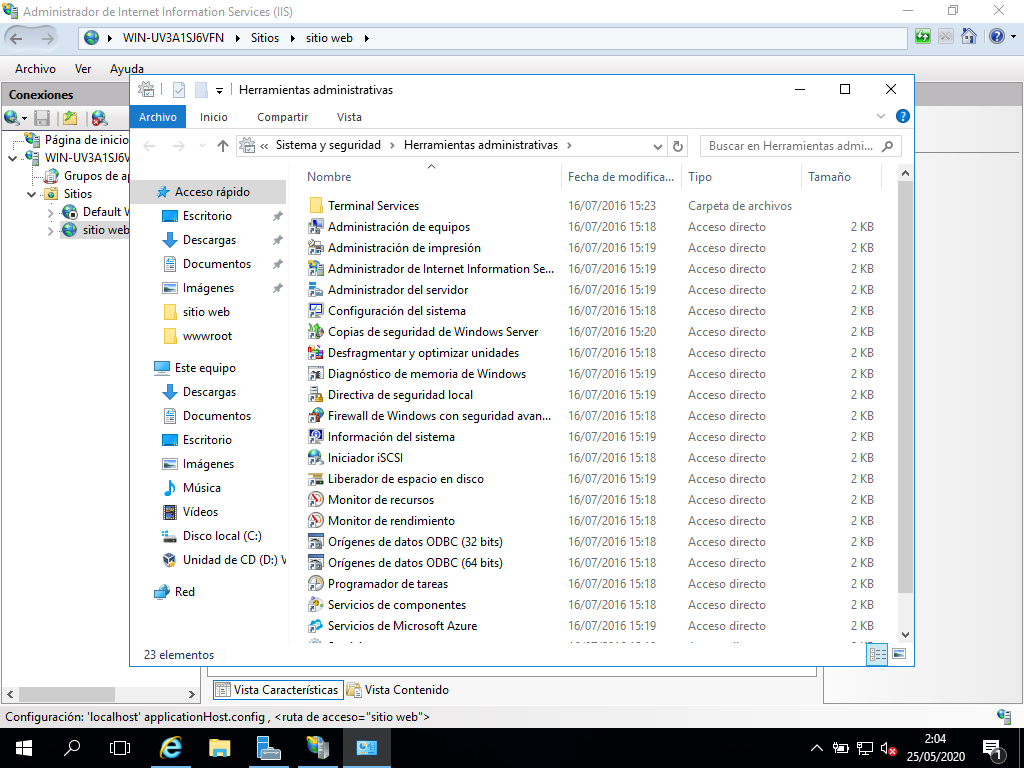 Administrador de Internet Information Services (IIS)
WIN-UV3A1SJ6VFN Sitios sitio web
Archivo Ver Ayuda
Conexiones
Página de inicio
WIN-UV3A1SJ6V
Grupos de ap
Sitios
Default W
sitio web
Herramientas administrativas
Archivo Inicio Compartir Vista
« Sistema y seguridad Herramientas administrativas
Buscar en Herramientas admi...
Acceso rápido
Escritorio
Descargas
Documentos
Imágenes
sitio web
wwwroot
Este equipo
Descargas
Documentos
Escritorio
Imágenes
Música
Vídeos
Disco local (C:)
Unidad de CD (D:) V
Red
Nombre Fecha de modifica... Tipo Tamaño
Terminal Services 16/07/2016 15:23 Carpeta de archivos
Administración de equipos 16/07/2016 15:18 Acceso directo 2 KB
Administración de impresión 16/07/2016 15:19 Acceso directo 2 KB
Administrador de Internet Information Se... 16/07/2016 15:19 Acceso directo 2 KB
Administrador del servidor 16/07/2016 15:19 Acceso directo 2 KB
Configuración del sistema 16/07/2016 15:18 Acceso directo 2 KB
Copias de seguridad de Windows Server 16/07/2016 15:20 Acceso directo 2 KB
Desfragmentar y optimizar unidades 16/07/2016 15:18 Acceso directo 2 KB
Diagnóstico de memoria de Windows 16/07/2016 15:19 Acceso directo 2 KB
Directiva de seguridad local 16/07/2016 15:19 Acceso directo 2 KB
Firewall de Windows con seguridad avan... 16/07/2016 15:18 Acceso directo 2 KB
Información del sistema 16/07/2016 15:19 Acceso directo 2 KB
Iniciador iSCSI 16/07/2016 15:18 Acceso directo 2 KB
Liberador de espacio en disco 16/07/2016 15:19 Acceso directo 2 KB
Monitor de recursos 16/07/2016 15:18 Acceso directo 2 KB
Monitor de rendimiento 16/07/2016 15:18 Acceso directo 2 KB
Orígenes de datos ODBC (32 bits) 16/07/2016 15:18 Acceso directo 2 KB
Orígenes de datos ODBC (64 bits) 16/07/2016 15:18 Acceso directo 2 KB
Programador de tareas 16/07/2016 15:18 Acceso directo 2 KB
Servicios de componentes 16/07/2016 15:18 Acceso directo 2 KB
Servicios de Microsoft Azure 16/07/2016 15:19 Acceso directo 2 KB
23 elementos
Vista Características Vista Contenido
Configuración: 'localhost' applicationHost.config , <ruta de acceso="sitio web">
2:04
25/05/2020
1